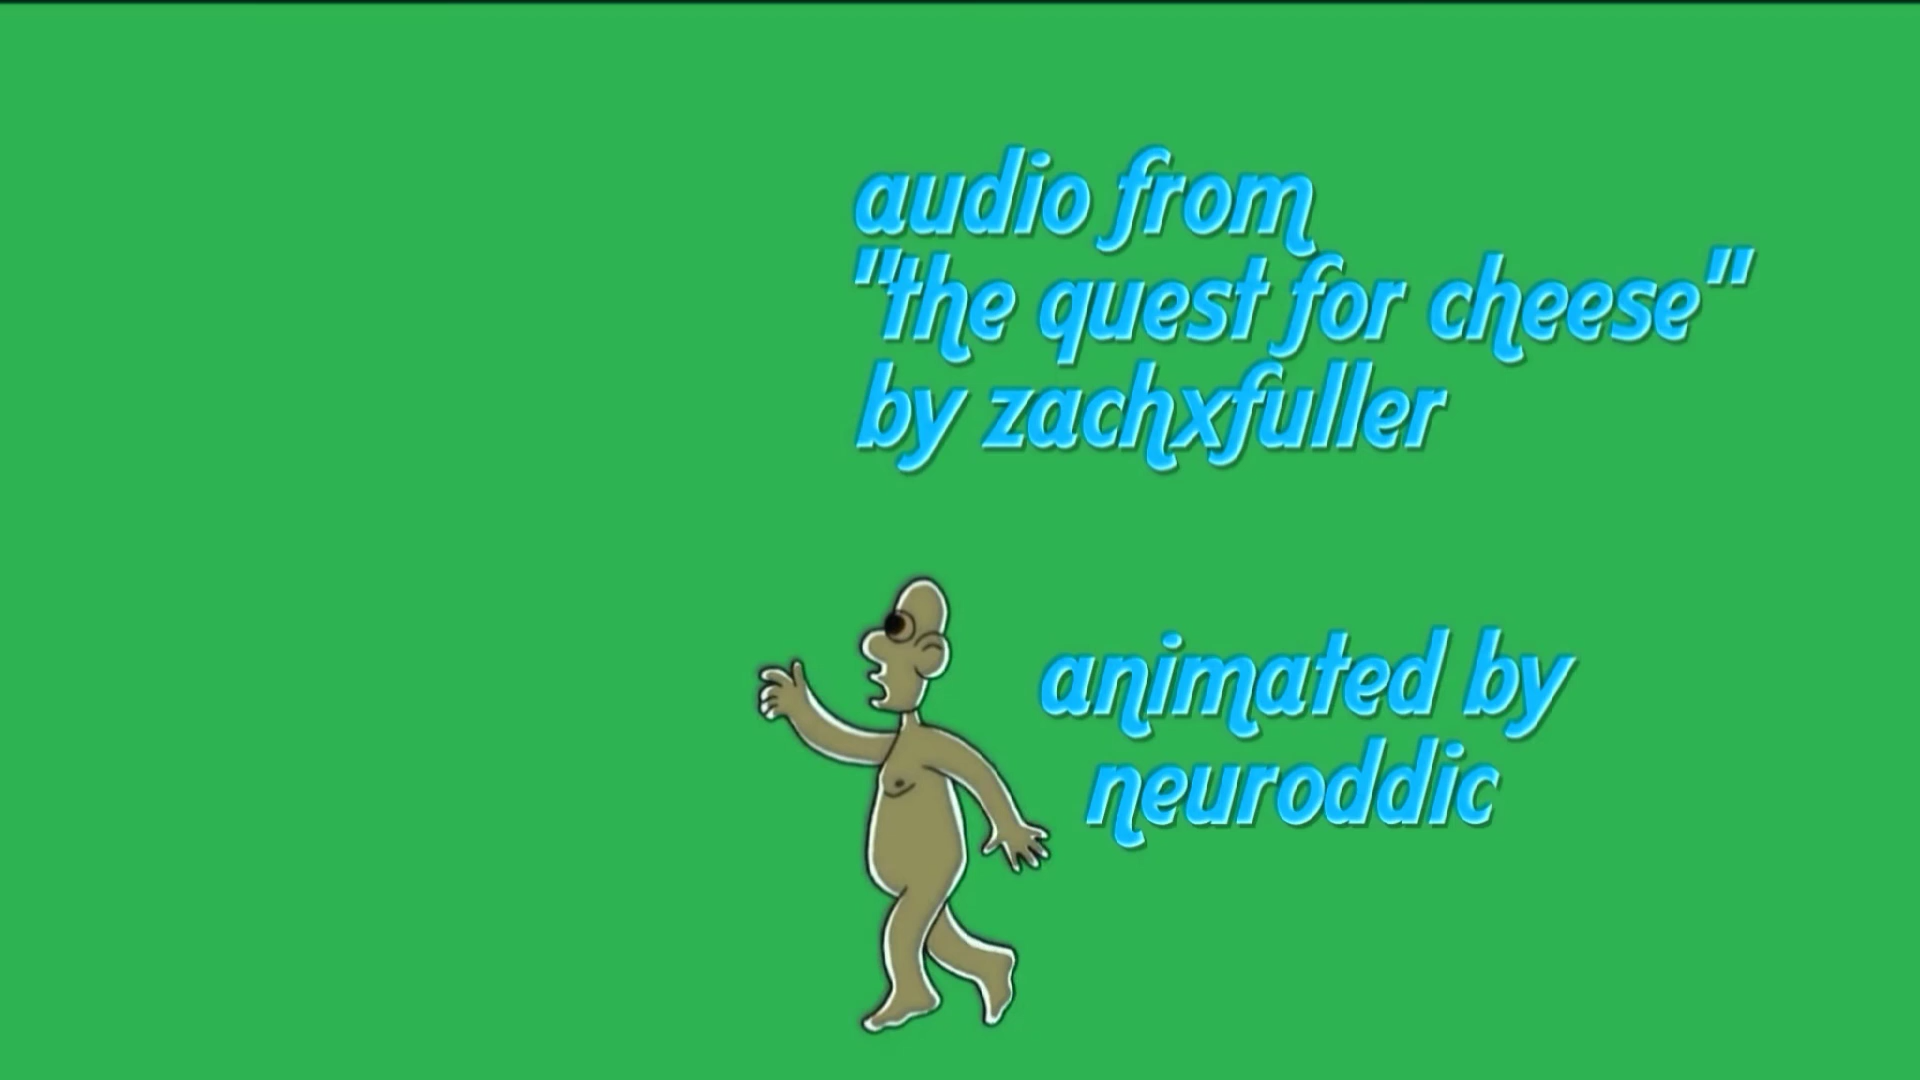 audio from
"the quest for cheese"
by zachxfuller
animated by
neuroddic